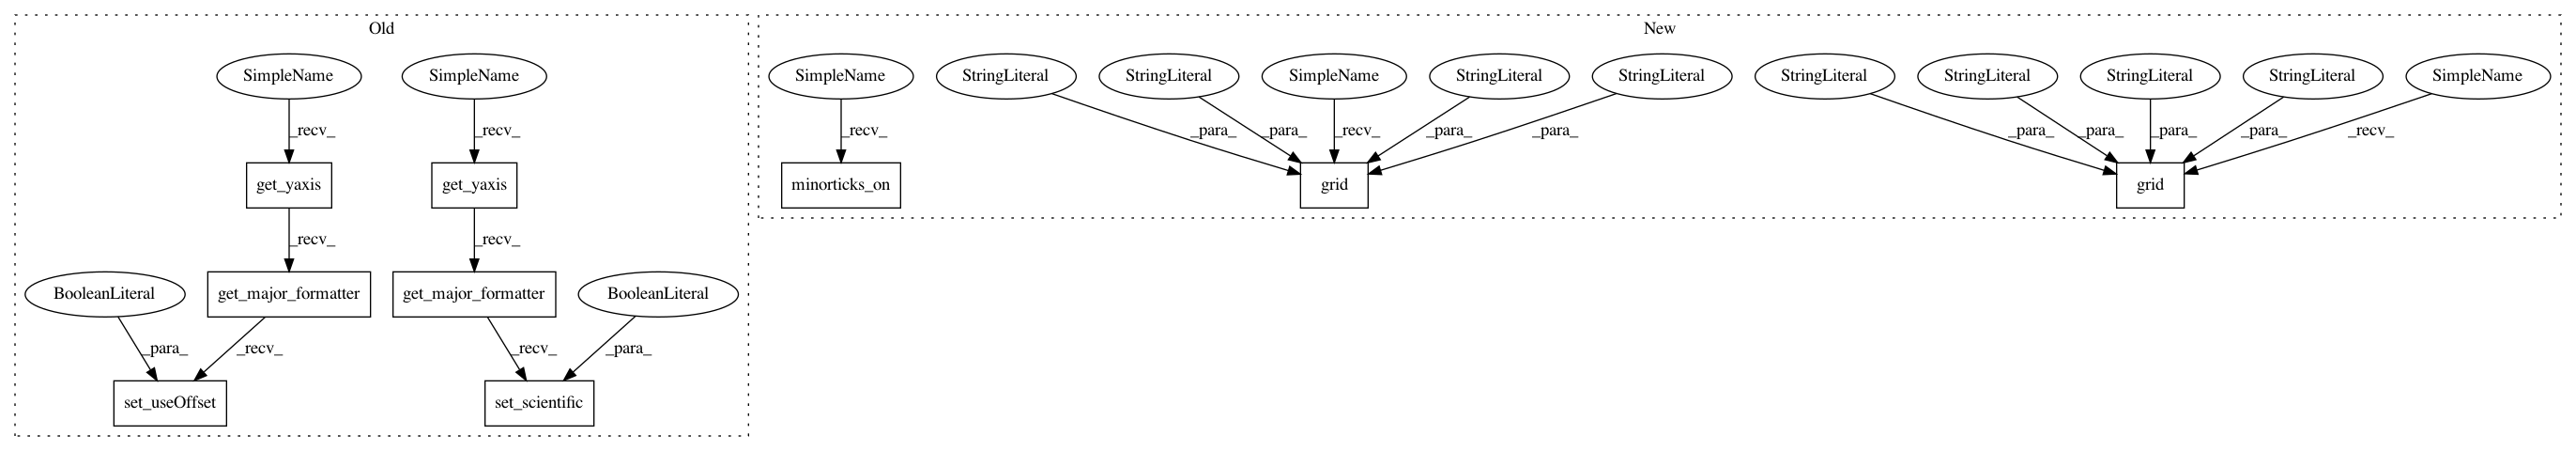 Old
New
SimpleName
SimpleName
SimpleName
StringLiteral
StringLiteral
SimpleName
StringLiteral
StringLiteral
StringLiteral
StringLiteral
StringLiteral
StringLiteral
SimpleName
_recv_
_recv_
_recv_
_para_
_para_
_recv_
_para_
_para_
_para_
_para_
_para_
_para_
_recv_
get_yaxis
get_yaxis
minorticks_on
grid
grid
_recv_
_recv_
BooleanLiteral
get_major_formatter
get_major_formatter
BooleanLiteral
_para_
_recv_
_recv_
_para_
set_useOffset
set_scientific